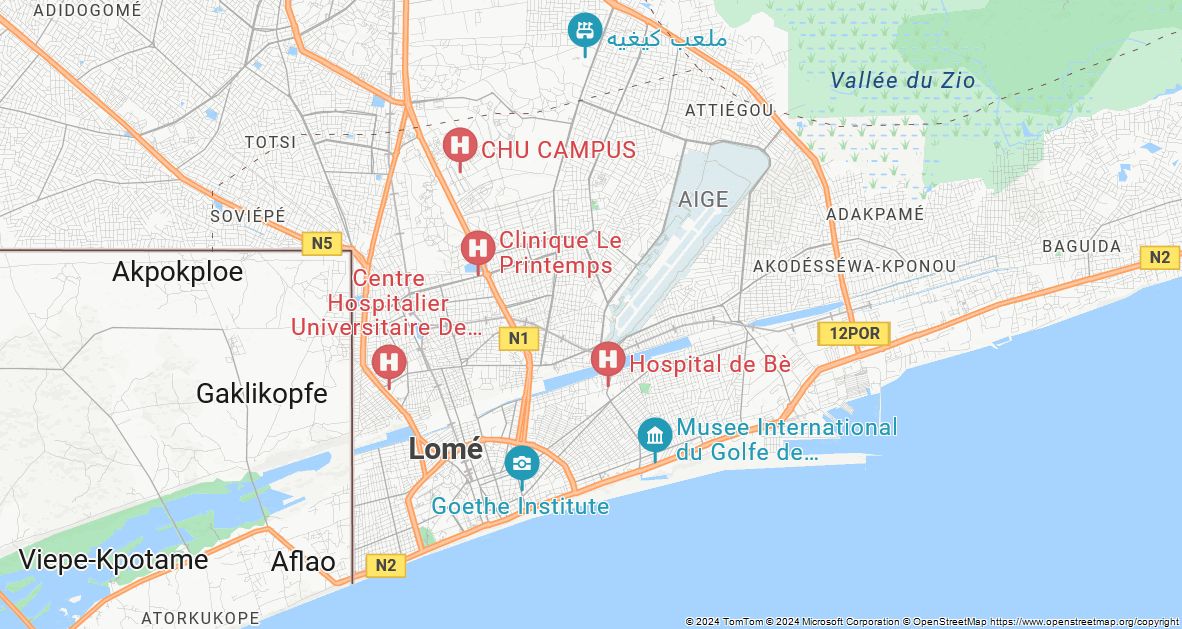 ADIDOGOMÉ
ملعب كيغيه
Vallée du Zio
ATTIÉGOU
TOTSI
CHU CAMPUS
AIGE
SOVIÉPÉ
ADAKPAMÉ
N5
Clinique Le
Printemps
BAGUIDA
N2
Akpokploe
AKODÉSSÉWA-KPONOU
Centre
Hospitalier
Universitaire De...
N1
12POR
Hospital de Bè
Gaklikopfe
Musee International
du Golfe de...
Lomé
Goethe Institute
Viepe-Kpotame
Aflao
N2
ATORKUKOPE
© 2024 TomTom © 2024 Microsoft Corporation © OpenStreetMap https://www.openstreetmap.org/copyright